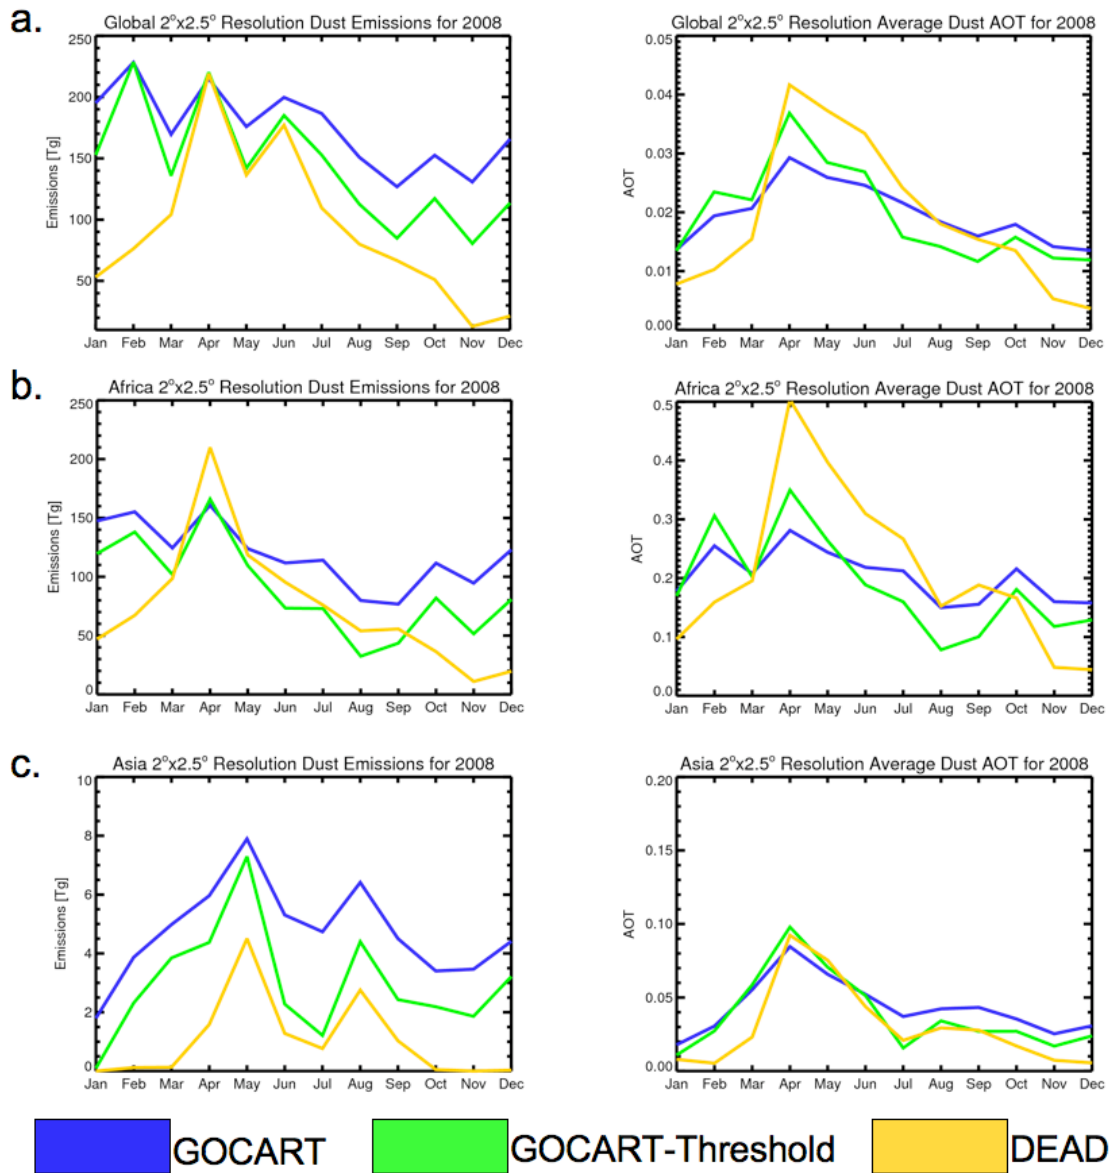 a.
Global 2°x2.5° Resolution Dust Emissions for 2008
250
200
150
100
50
Emissions [Tg]
Jan Feb Mar Apr May Jun Jul Aug Sep Oct Nov Dec
Global 2°x2.5° Resolution Average Dust AOT for 2008
0.05
0.04
0.03
0.02
0.01
0.00
AOT
Jan Feb Mar Apr May Jun Jul Aug Sep Oct Nov Dec
b.
Africa 2°x2.5° Resolution Dust Emissions for 2008
250
200
150
100
50
0
Emissions [Tg]
Jan Feb Mar Apr May Jun Jul Aug Sep Oct Nov Dec
Africa 2°x2.5° Resolution Average Dust AOT for 2008
0.5
0.4
0.3
0.2
0.1
0.0
AOT
Jan Feb Mar Apr May Jun Jul Aug Sep Oct Nov Dec
c.
Asia 2°x2.5° Resolution Dust Emissions for 2008
10
8
6
4
2
0
Emissions [Tg]
Jan Feb Mar Apr May Jun Jul Aug Sep Oct Nov Dec
Asia 2°x2.5° Resolution Average Dust AOT for 2008
0.20
0.15
0.10
0.05
0.00
AOT
Jan Feb Mar Apr May Jun Jul Aug Sep Oct Nov Dec
GOCART
GOCART-Threshold
DEAD